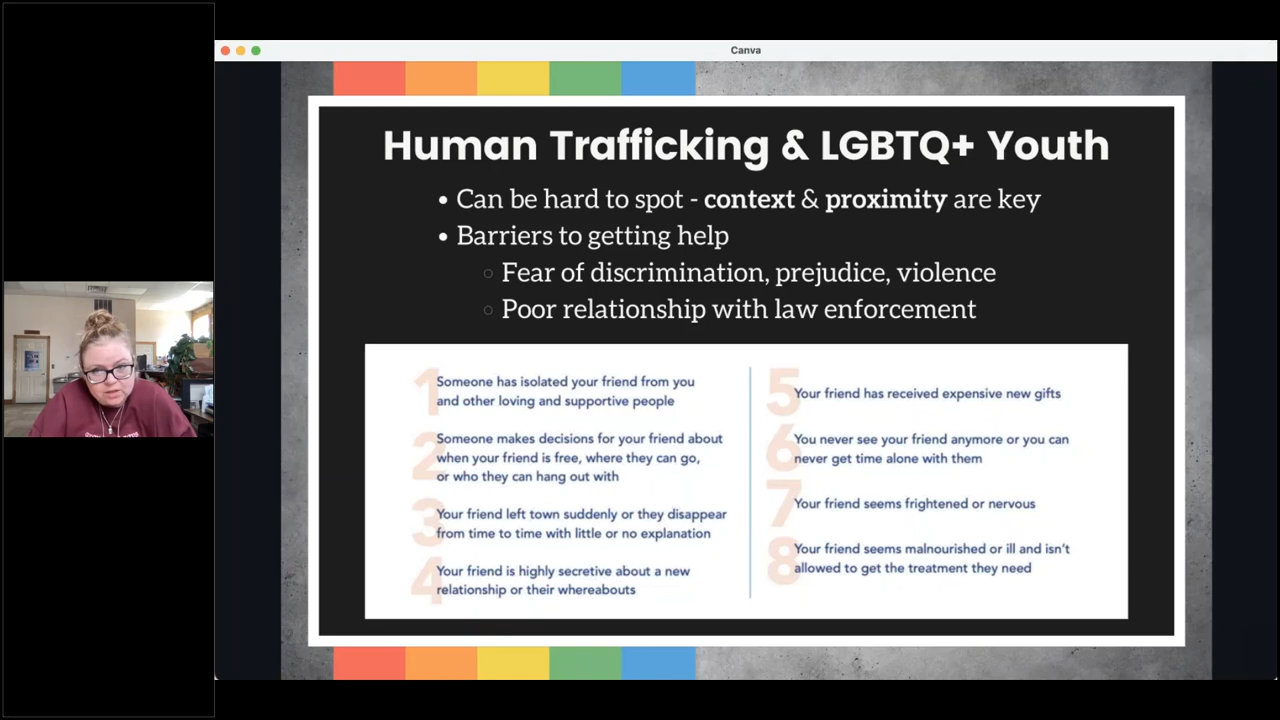 Canva
Human Trafficking & LGBTQ+ Youth
• Can be hard to spot - context & proximity are key
• Barriers to getting help
○ Fear of discrimination, prejudice, violence
○ Poor relationship with law enforcement
1 Someone has isolated your friend from you
and other loving and supportive people
2 Someone makes decisions for your friend about
when your friend is free, where they can go,
or who they can hang out with
3 Your friend left town suddenly or they disappear
from time to time with little or no explanation
4 Your friend is highly secretive about a new
relationship or their whereabouts
5 Your friend has received expensive new gifts
6 You never see your friend anymore or you can
never get time alone with them
7 Your friend seems frightened or nervous
8 Your friend seems malnourished or ill and isn't
allowed to get the treatment they need